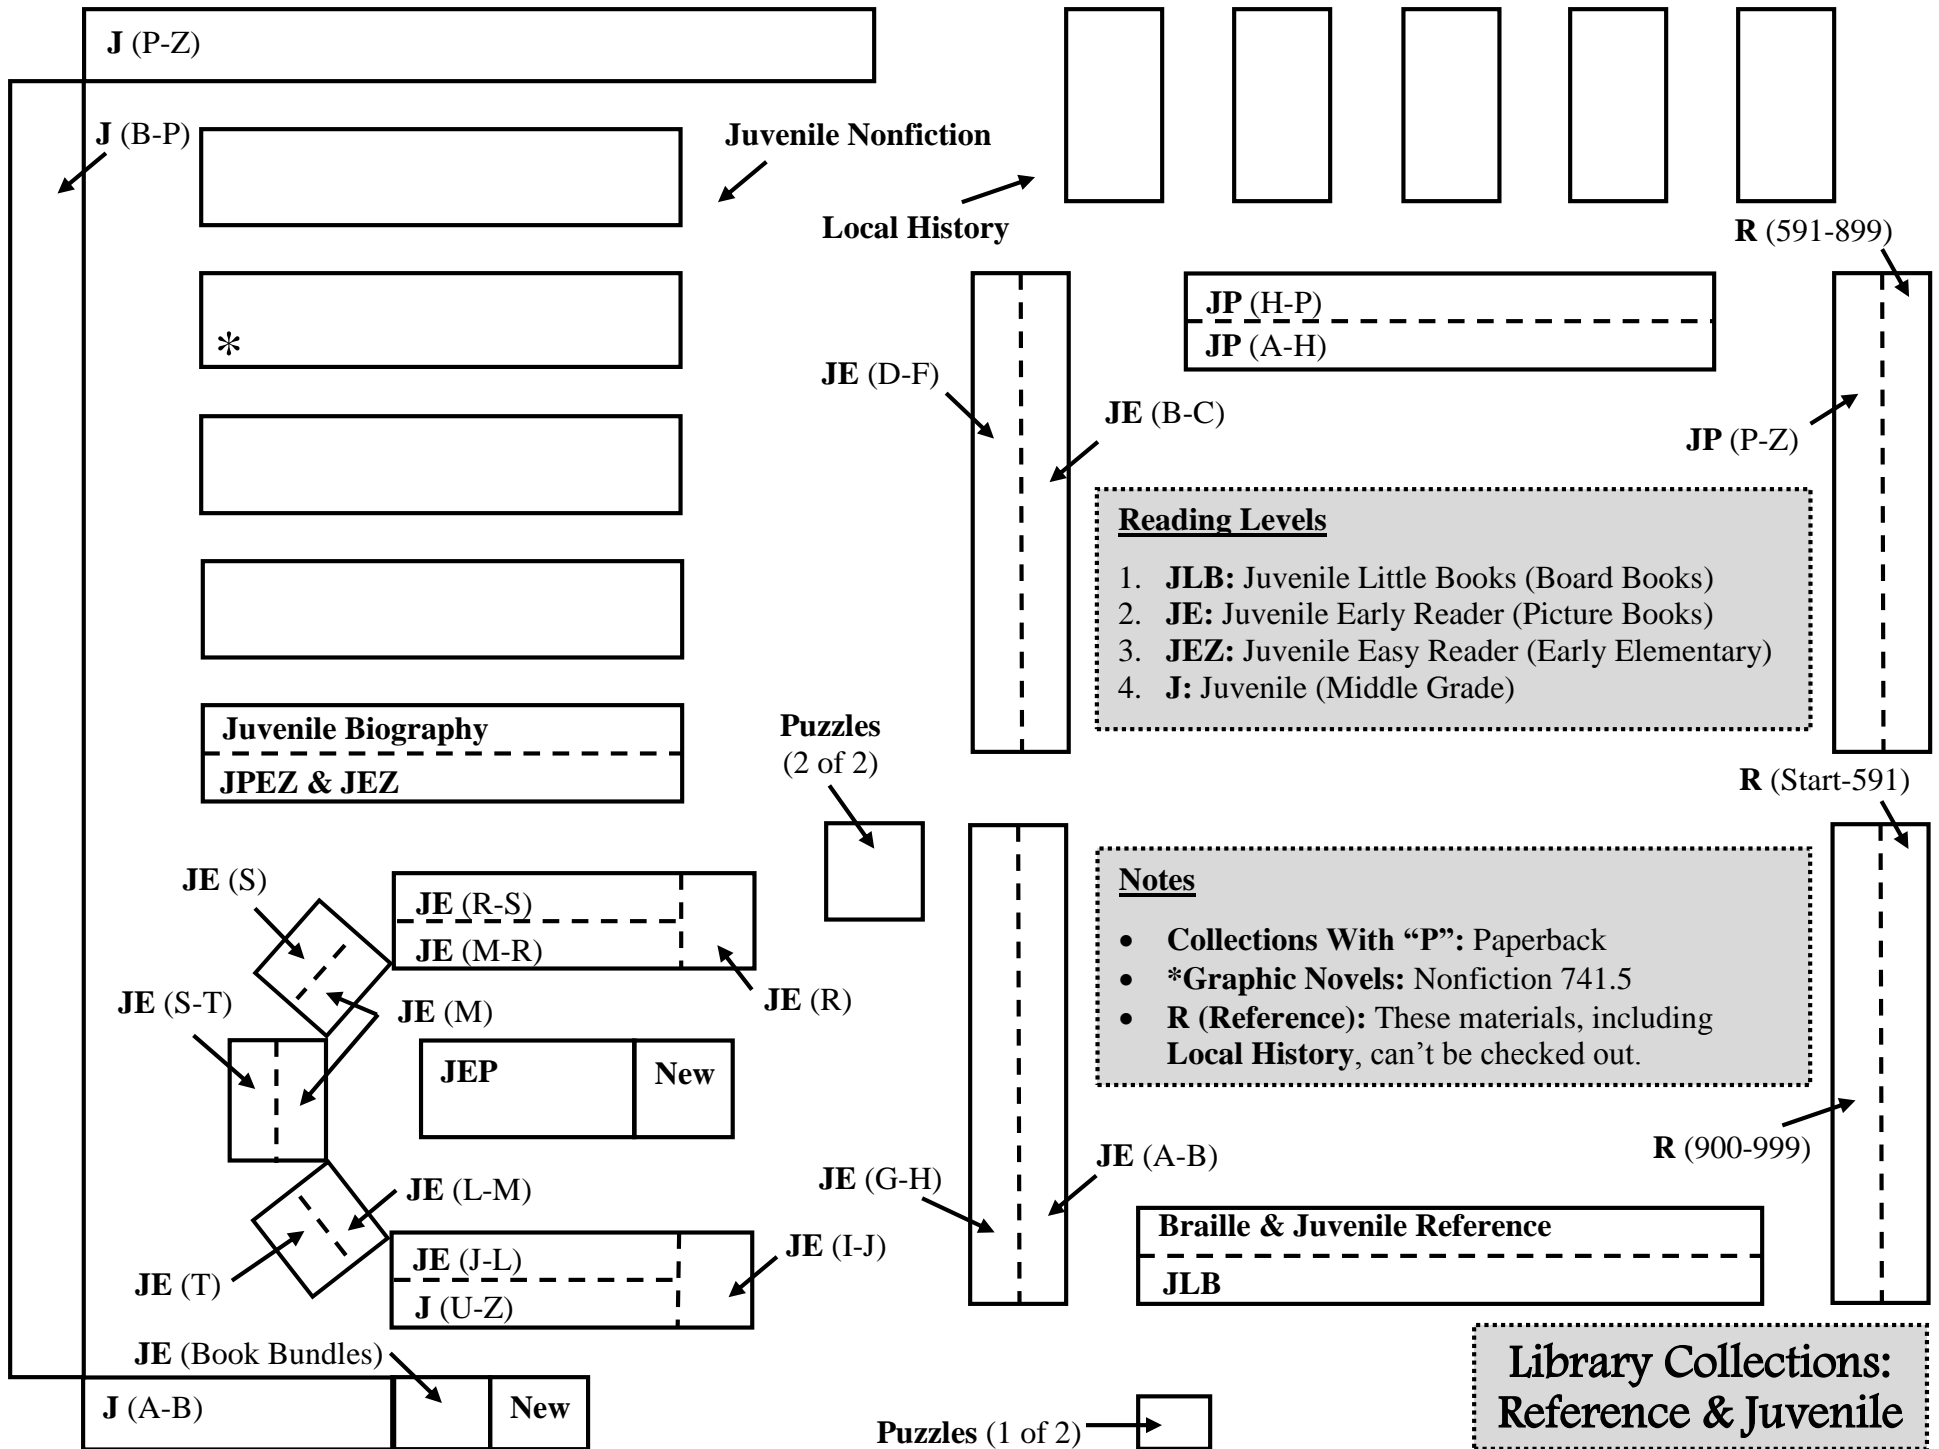 J (P-Z)
J (B-P)
Juvenile Nonfiction
Local History
R (591-899)
*
JP (H-P)
JP (A-H)
JE (D-F)
JE (B-C)
JP (P-Z)
Reading Levels
1. JLB: Juvenile Little Books (Board Books)
2. JE: Juvenile Early Reader (Picture Books)
3. JEZ: Juvenile Easy Reader (Early Elementary)
4. J: Juvenile (Middle Grade)
Juvenile Biography
JPEZ & JEZ
Puzzles
(2 of 2)
R (Start-591)
JE (S)
JE (R-S)
JE (M-R)
JE (R)
JE (S-T)
JE (M)
JEP
New
Notes
• Collections With “P”: Paperback
• *Graphic Novels: Nonfiction 741.5
• R (Reference): These materials, including
Local History, can’t be checked out.
R (900-999)
JE (G-H)
JE (A-B)
JE (L-M)
JE (T)
JE (J-L)
J (U-Z)
JE (I-J)
Braille & Juvenile Reference
JLB
JE (Book Bundles)
J (A-B)
New
Puzzles (1 of 2)
Library Collections:
Reference & Juvenile